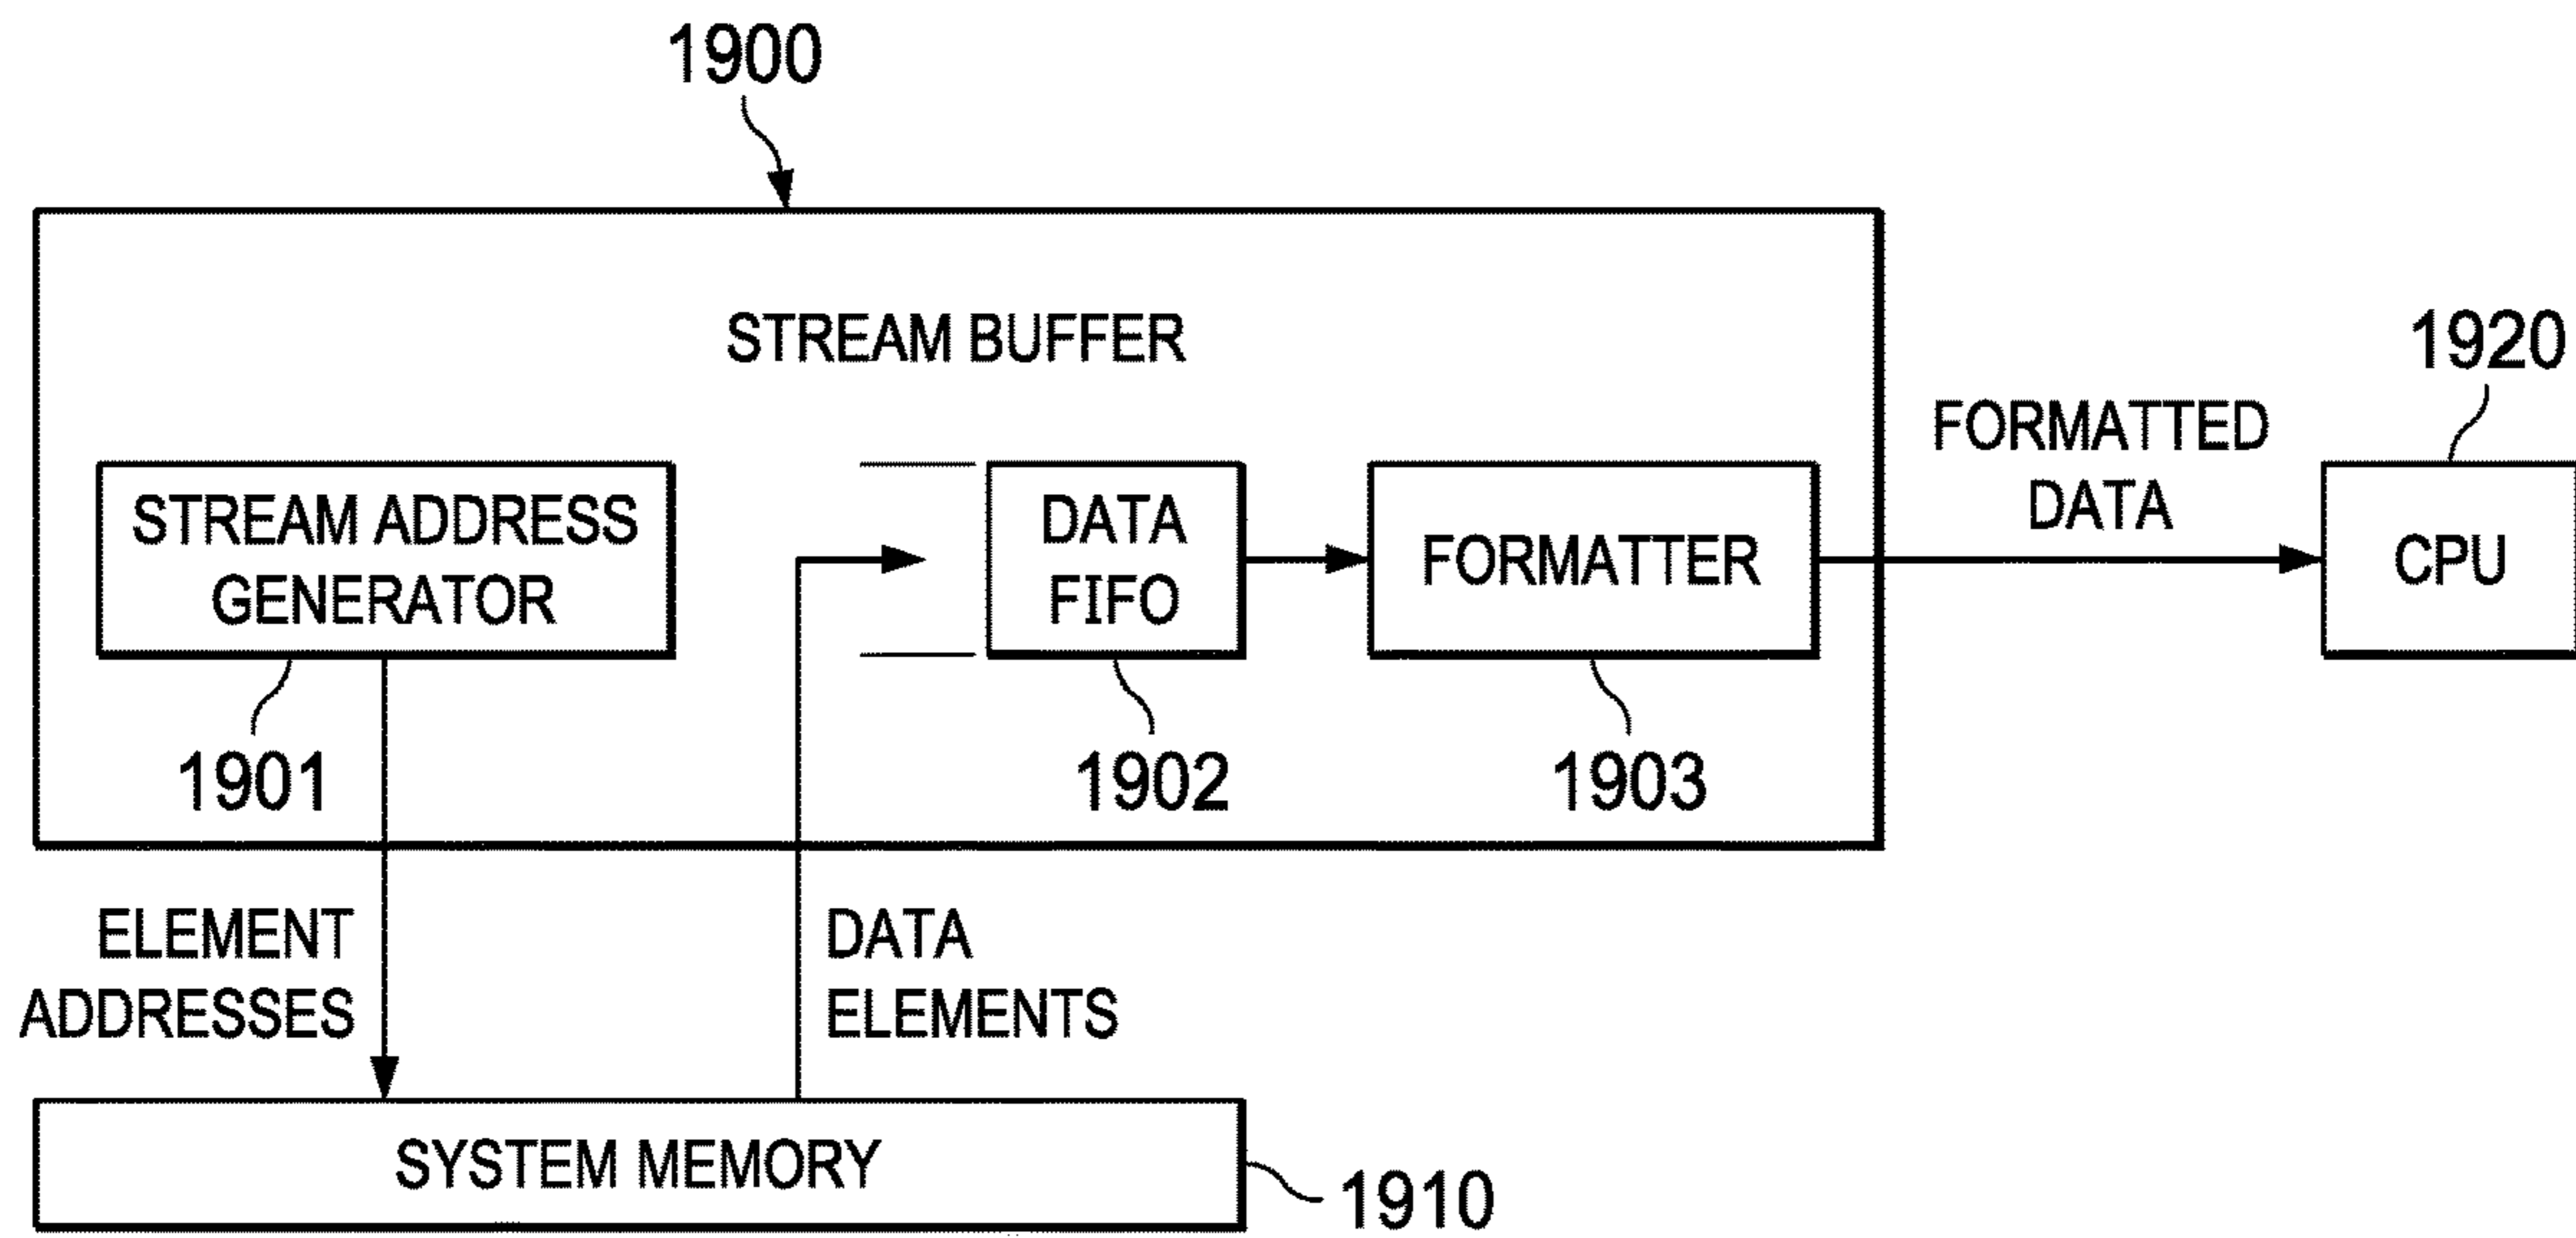 1900
STREAM BUFFER
1920
FORMATTED
DATA
STREAM ADDRESS
GENERATOR
DATA
FIFO
FORMATTER
CPU
1901
1902
1903
ELEMENT
ADDRESSES
DATA
ELEMENTS
SYSTEM MEMORY
1910